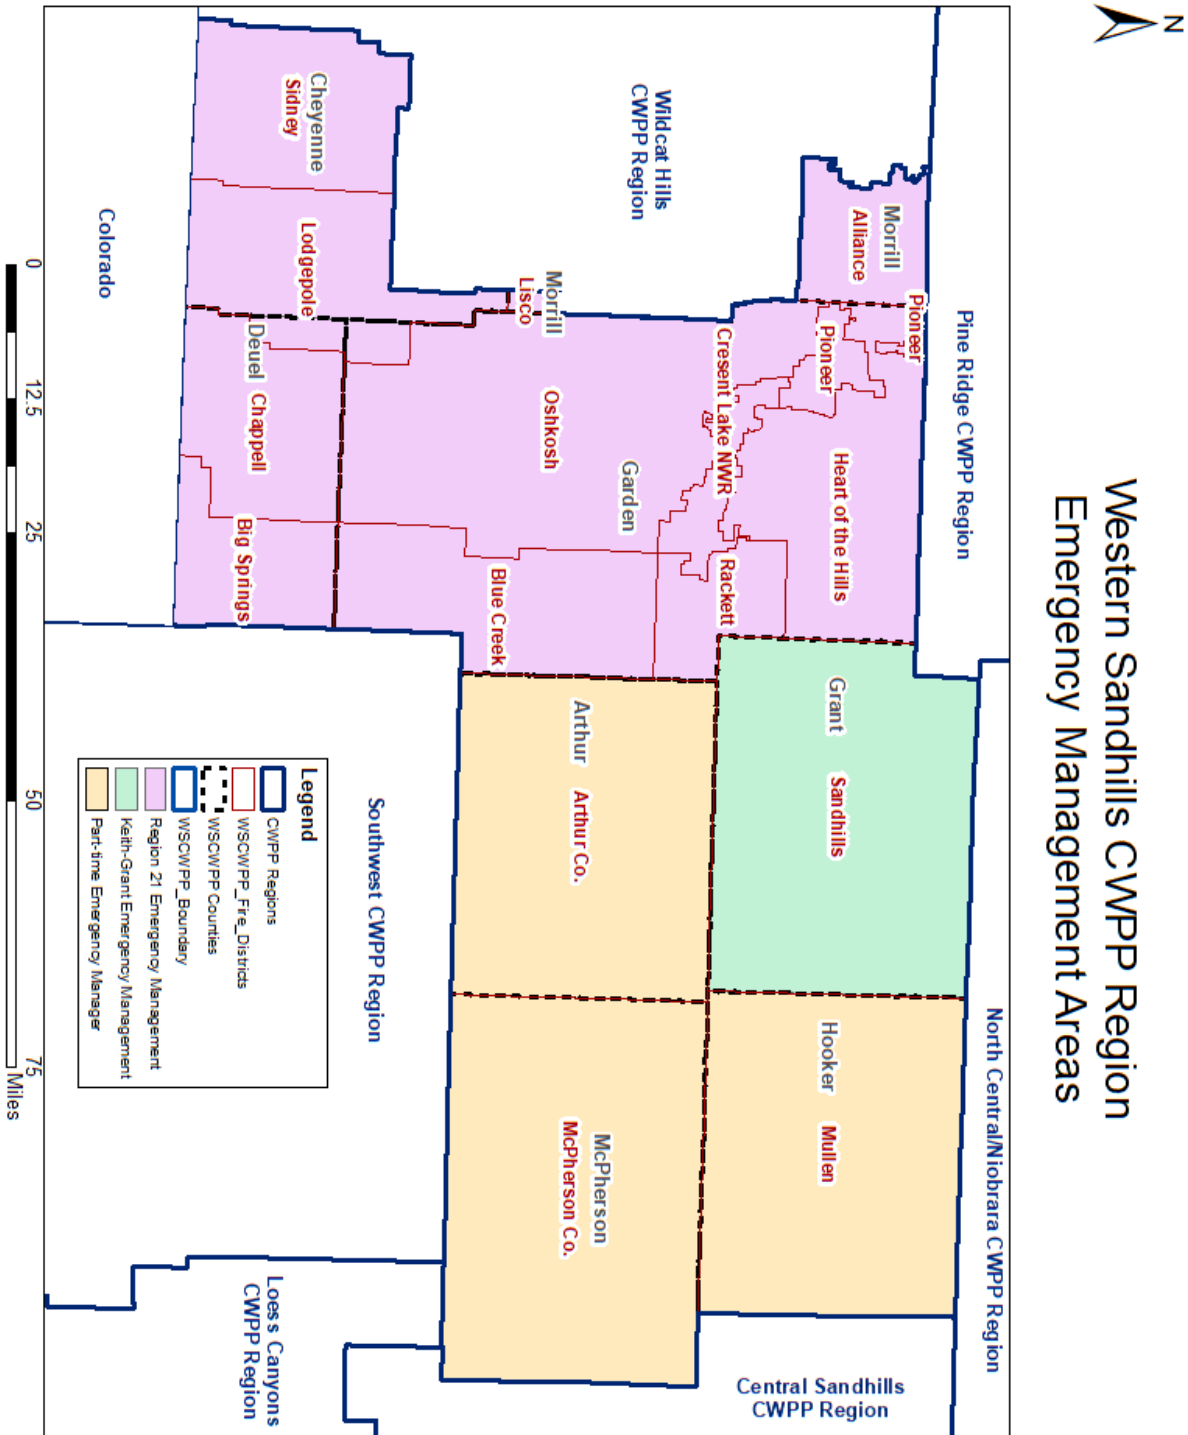 N
Western Sandhills CWPP Region
Emergency Management Areas
Pine Ridge CWPP Region
North Central/Niobrara CWPP Region
Wildcat Hills
CWPP Region
Morrill
Alliance
Pioneer
Pioneer
Heart of the Hills
Cresent Lake NWR
Rackett
Grant
Sandhills
Hooker
Mullen
Central Sandhills
CWPP Region
Morrill
Lisco
Garden
Oshkosh
Blue Creek
Arthur
Arthur Co.
McPherson
McPherson Co.
Cheyenne
Sidney
Lodgepole
Deuel
Chappell
Big Springs
Colorado
Southwest CWPP Region
Loess Canyons
CWPP Region
Legend
CWPP Regions
WSCWPP_Fire_Districts
WSCWPP Counties
WSCWPP_Boundary
Region 21 Emergency Management
Keith-Grant Emergency Management
Part-time Emergency Manager
0 12.5 25 50 75
Miles